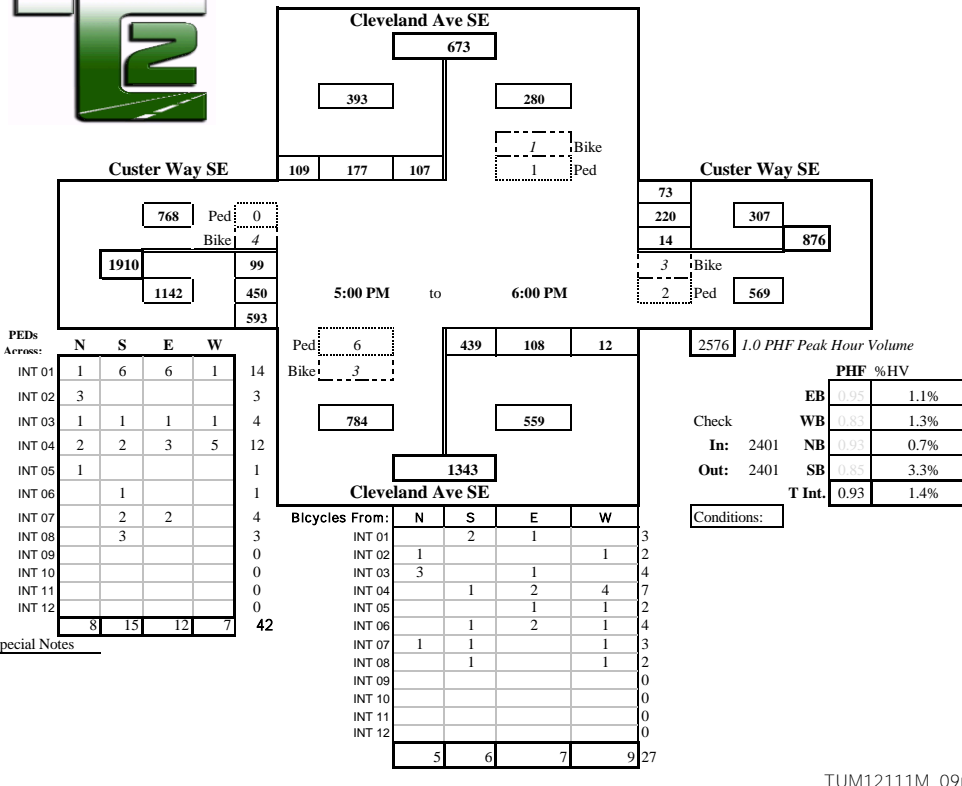 Cleveland Ave SE
673
393 280
1 Bike
1 Ped
Custer Way SE 109 177 107 Custer Way SE
73
768 Ped 0 220 307
Bike 4 14 876
1910 99 3 Bike
1142 450 5:00 PM to 6:00 PM 2 Ped 569
593
PEDs
Across: N S E W Ped 6 439 108 12 2576 1.0 PHF Peak Hour Volume
INT 01 1 6 6 1 14 Bike 3 PHF %HV
INT 02 3 3 EB 0.95 1.1%
INT 03 1 1 1 1 4 784 559 Check WB 0.83 1.3%
INT 04 2 2 3 5 12 In: 2401 NB 0.93 0.7%
INT 05 1 1 1343 Out: 2401 SB 0.85 3.3%
INT 06 1 1 Cleveland Ave SE T Int. 0.93 1.4%
INT 07 2 2 4 Bicycles From: N S E W Conditions:
INT 08 3 3 INT 01 2 1 3
INT 09 0 INT 02 1 1 2
INT 10 0 INT 03 3 1 4
INT 11 0 INT 04 1 2 4 7
INT 12 0 INT 05 1 1 2
8 15 12 7 42 INT 06 1 2 1 4
pecial Notes INT 07 1 1 1 3
INT 08 1 1 2
INT 09 0
INT 10 0
INT 11 0
INT 12 0
5 6 7 9 27
TUM12111M_09